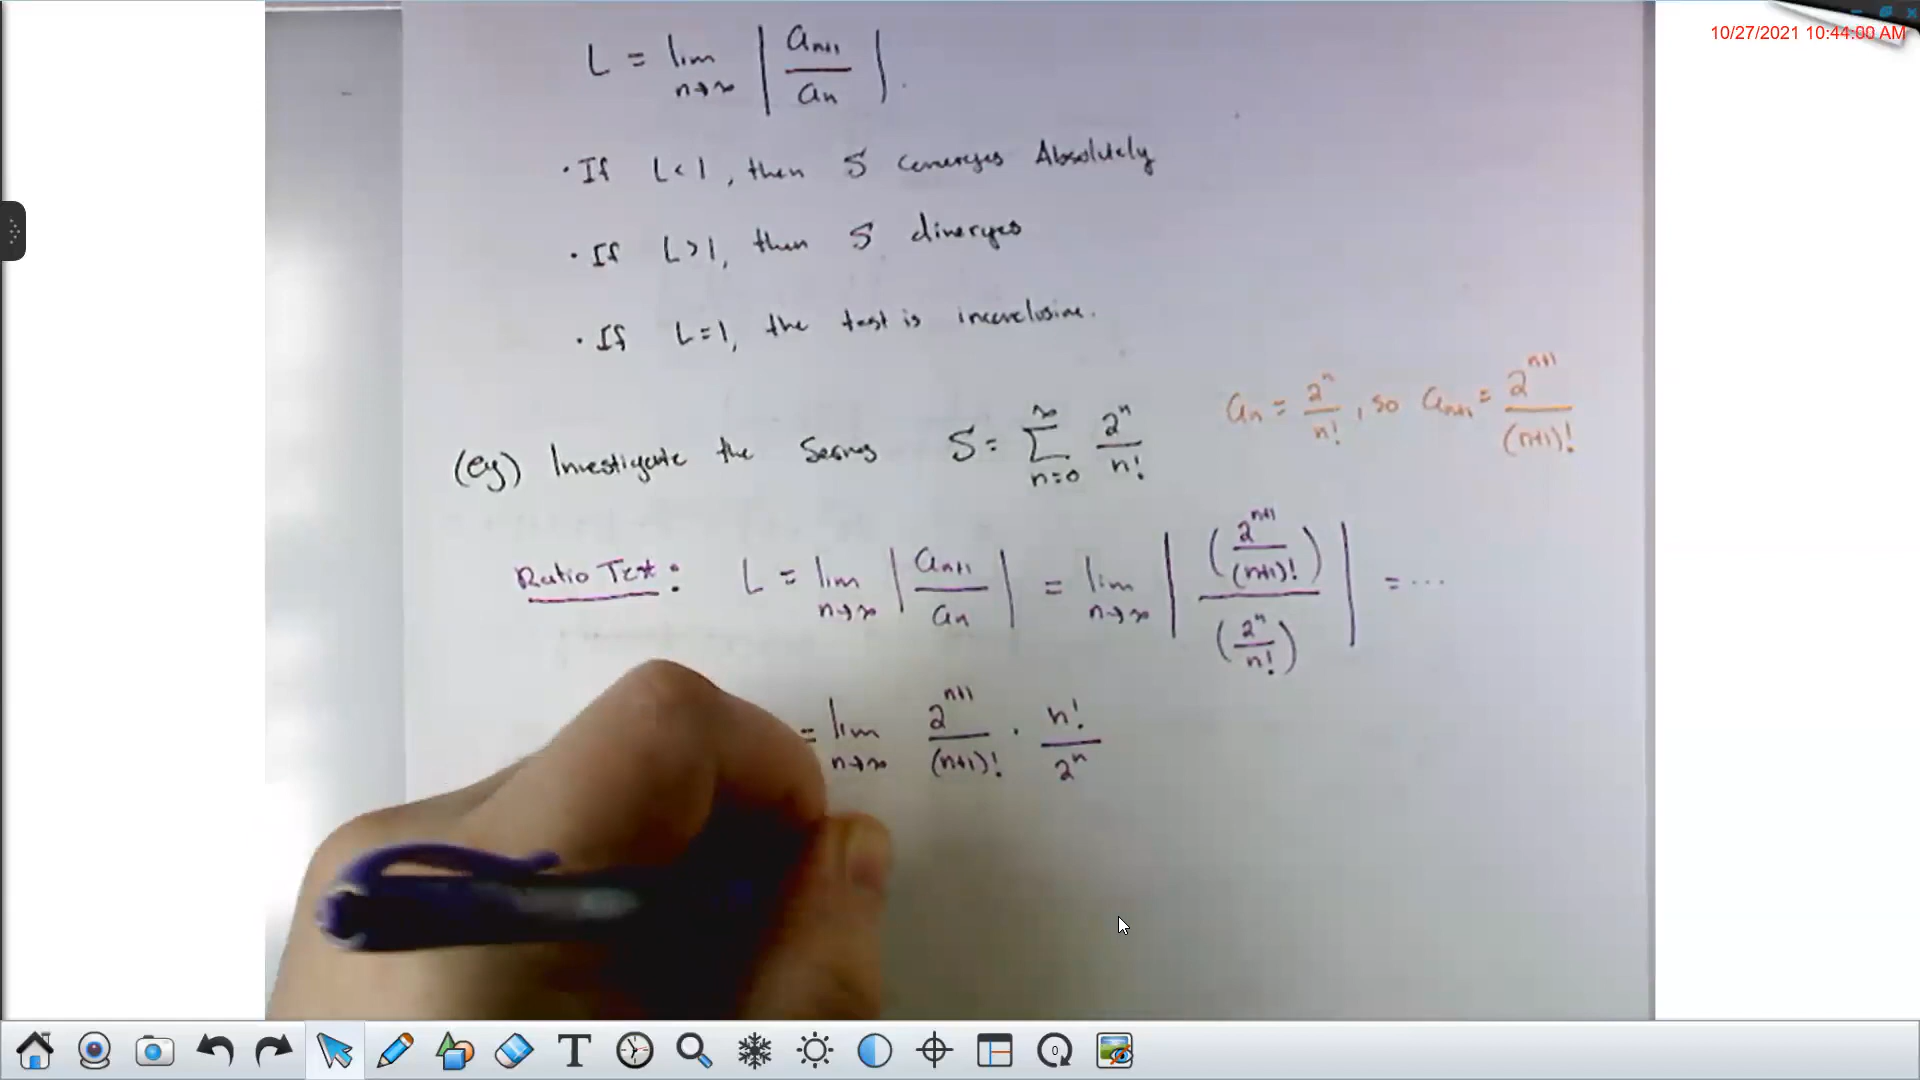 10/27/2021 10:44:00 AM
L = lim n→∞ | aₙ₊₁ / aₙ | .
· If L < 1, then S converges Absolutely
· If L > 1, then S diverges
· If L = 1, the test is inconclusive.
aₙ = 2ⁿ / n! , so aₙ₊₁ = 2ⁿ⁺¹ / (n+1)!
(eg) Investigate the Series S = ∑ n=0 ∞ 2ⁿ / n!
Ratio Test: L = lim n→∞ | aₙ₊₁ / aₙ | = lim n→∞ | (2ⁿ⁺¹ / (n+1)!) / (2ⁿ / n!) | = ...
= lim n→∞ 2ⁿ⁺¹ / (n+1)! · n! / 2ⁿ
T
0